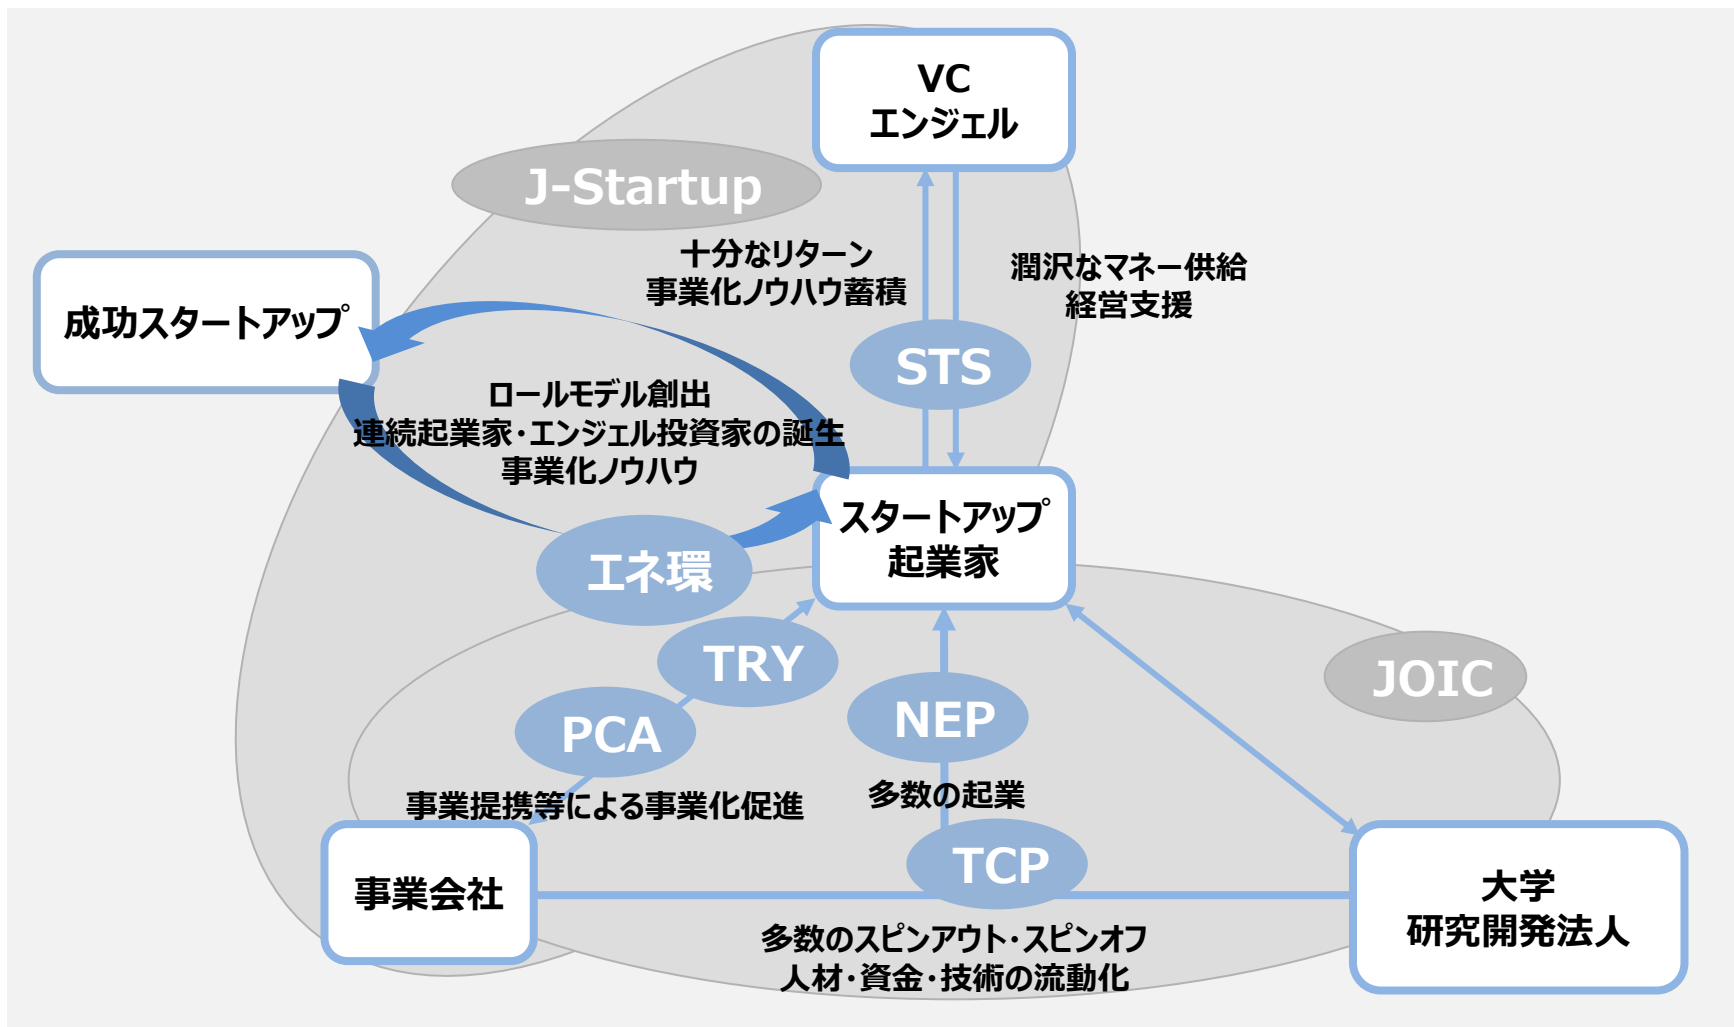 VC
エンジェル
J-Startup
十分なリターン
事業化ノウハウ蓄積
潤沢なマネー供給
経営支援
成功スタートアップ
STS
ロールモデル創出
連続起業家・エンジェル投資家の誕生
事業化ノウハウ
スタートアップ
起業家
エネ環
TRY
JOIC
PCA
NEP
事業提携等による事業化促進
多数の起業
TCP
事業会社
大学
研究開発法人
多数のスピンアウト・スピンオフ
人材・資金・技術の流動化